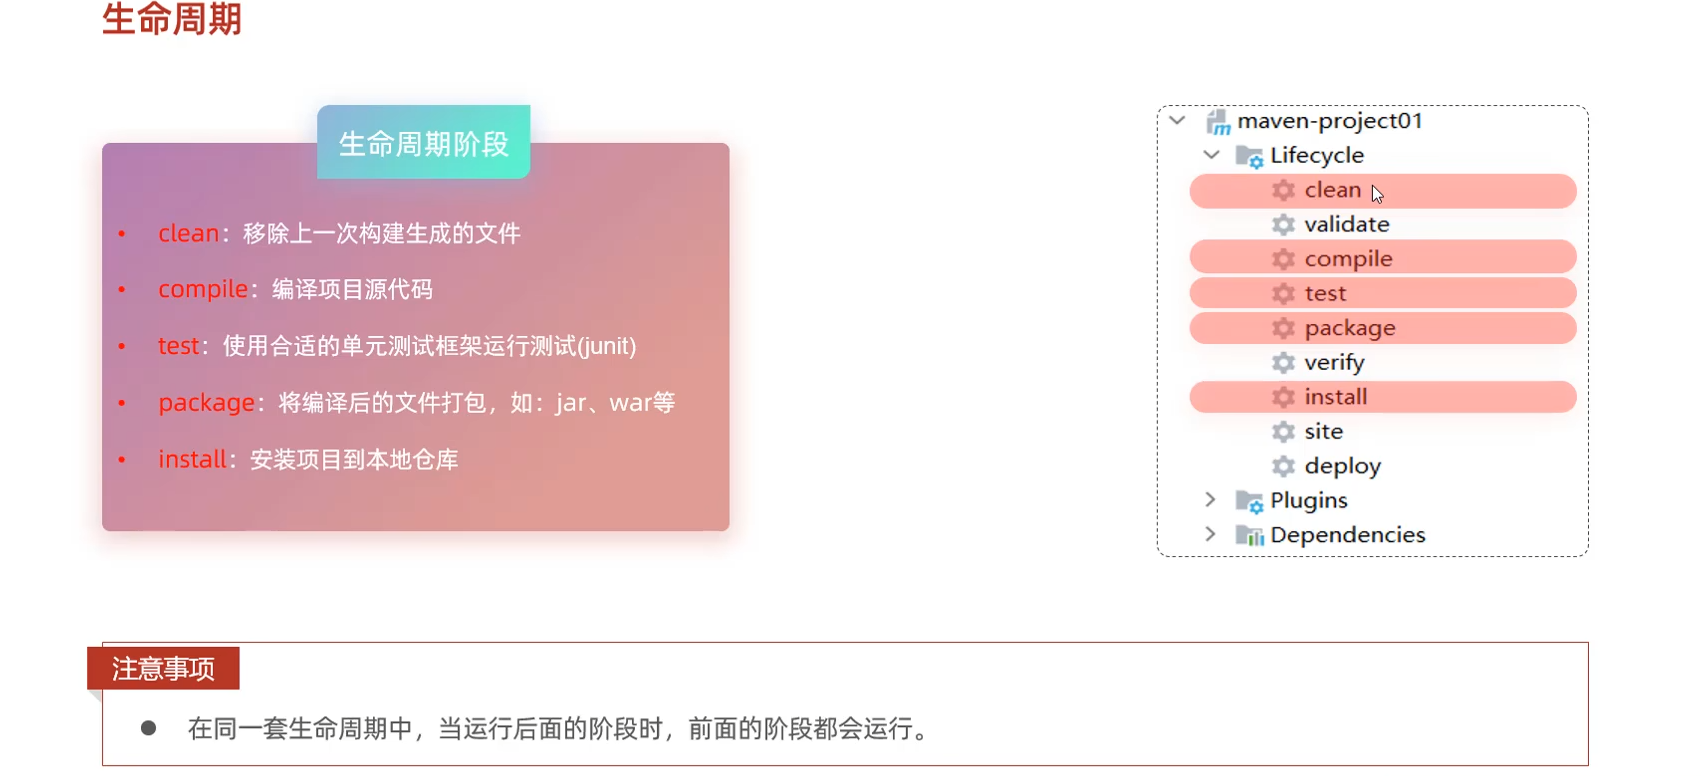 生命周期
生命周期阶段
• clean：移除上一次构建生成的文件
• compile：编译项目源代码
• test：使用合适的单元测试框架运行测试(junit)
• package：将编译后的文件打包，如：jar、war等
• install：安装项目到本地仓库
maven-project01
Lifecycle
clean
validate
compile
test
package
verify
install
site
deploy
Plugins
Dependencies
注意事项
● 在同一套生命周期中，当运行后面的阶段时，前面的阶段都会运行。